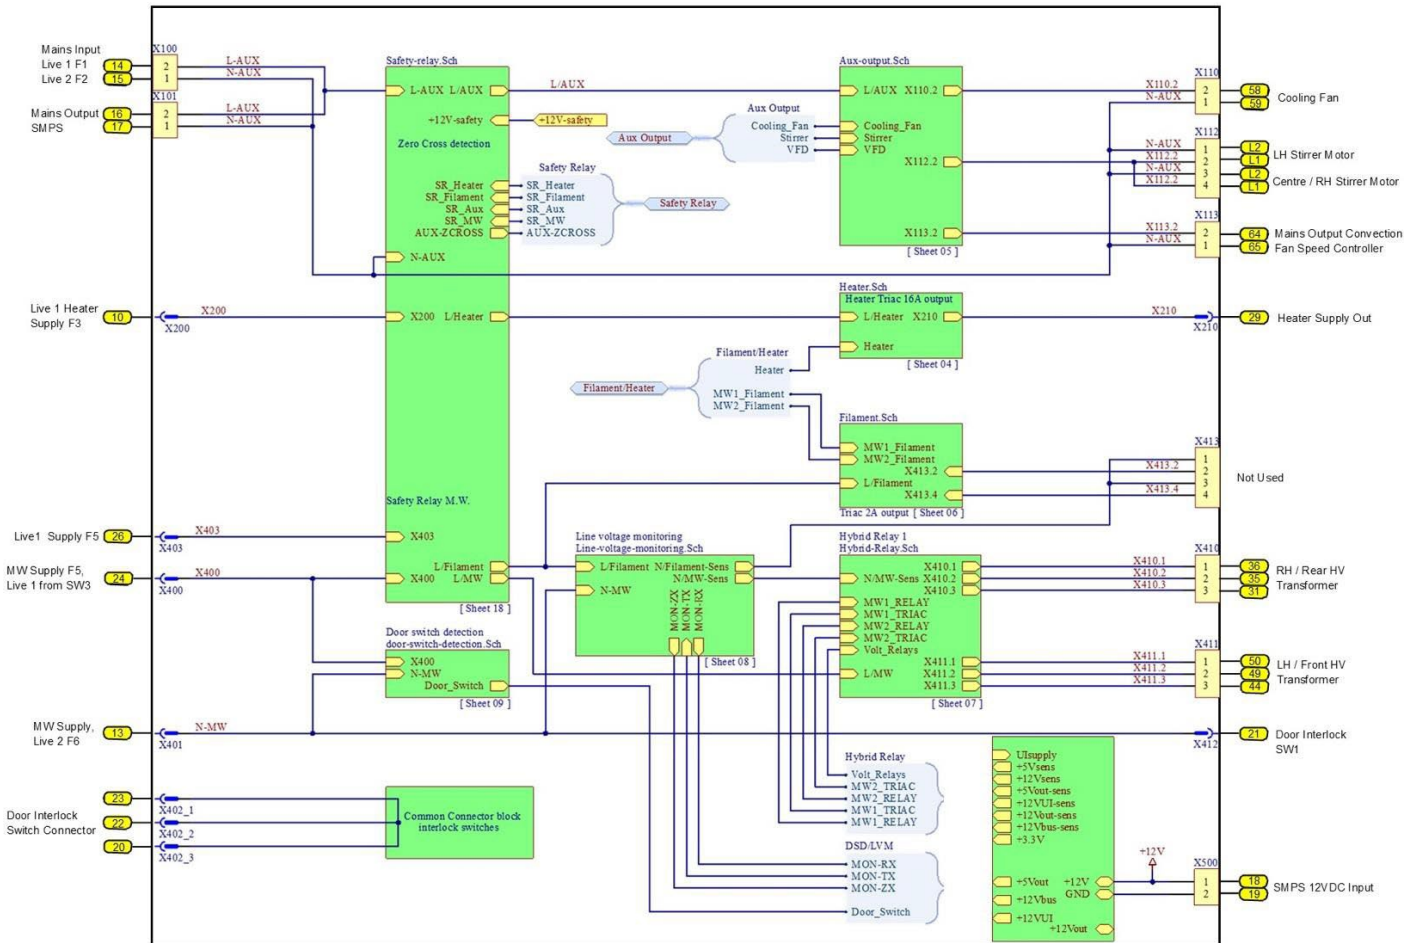 Mains Input
Live 1 F1
Live 2 F2
14
15
X100
2
1
L-AUX
N-AUX
Mains Output
SMPS
16
17
X101
2
1
L-AUX
N-AUX
Live 1 Heater
Supply F3
10
X200
X200
Live1 Supply F5
26
X403
X403
MW Supply F5,
Live 1 from SW3
24
X400
X400
MW Supply,
Live 2 F6
13
N-MW
X401
Door Interlock
Switch Connector
23
22
20
X402_1
X402_2
X402_3
Safety-relay.Sch
L-AUX L/AUX
+12V-safety
Zero Cross detection
SR_Heater
SR_Filament
SR_Aux
SR_MW
AUX-ZCROSS
N-AUX
X200 L/Heater
Safety Relay M.W.
X403
L/Filament
X400 L/MW
[ Sheet 18 ]
L/AUX
+12V-safety
Safety Relay
SR_Heater
SR_Filament
SR_Aux
SR_MW
AUX-ZCROSS
Safety Relay
Door switch detection
door-switch-detection.Sch
X400
N-MW
Door_Switch
[ Sheet 09 ]
Common Connector block
interlock switches
Aux Output
Aux Output
Cooling_Fan
Stirrer
VFD
Aux-output.Sch
L/AUX X110.2
Cooling_Fan
Stirrer
VFD
X112.2
X113.2
[ Sheet 05 ]
Heater.Sch
Heater Triac 16A output
L/Heater X210
Heater
[ Sheet 04 ]
Filament/Heater
Heater
Filament/Heater
MW1_Filament
MW2_Filament
Filament.Sch
MW1_Filament
MW2_Filament
X413.2
L/Filament
X413.4
Triac 2A output [ Sheet 06 ]
Line voltage monitoring
Line-voltage-monitoring.Sch
L/Filament N/Filament-Sens
N/MW-Sens
N-MW
MON-ZX
MON-TX
MON-RX
[ Sheet 08 ]
Hybrid Relay 1
Hybrid-Relay.Sch
X410.1
N/MW-Sens X410.2
X410.3
MW1_RELAY
MW1_TRIAC
MW2_RELAY
MW2_TRIAC
Volt_Relays
X411.1
L/MW X411.2
X411.3
[ Sheet 07 ]
Hybrid Relay
Volt_Relays
MW2_TRIAC
MW2_RELAY
MW1_TRIAC
MW1_RELAY
DSD/LVM
MON-RX
MON-TX
MON-ZX
Door_Switch
UIsupply
+5Vsens
+12Vsens
+5Vout-sens
+12VUI-sens
+12Vout-sens
+12Vbus-sens
+3.3V
+5Vout +12V
GND
+12Vbus
+12VUI
+12Vout
+12V
X110
X110.2
N-AUX
2
1
58
59
Cooling Fan
X112
N-AUX
X112.2
N-AUX
X112.2
1
2
3
4
L2
L1
L2
L1
LH Stirrer Motor
Centre / RH Stirrer Motor
X113
X113.2
N-AUX
2
1
64
65
Mains Output Convection
Fan Speed Controller
X210
X210
29
Heater Supply Out
X413
X413.2
X413.4
1
2
3
4
Not Used
X410
X410.1
X410.2
X410.3
1
2
3
36
35
31
RH / Rear HV
Transformer
X411
X411.1
X411.2
X411.3
1
2
3
50
49
44
LH / Front HV
Transformer
X412
21
Door Interlock
SW1
X500
1
2
18
19
SMPS 12VDC Input